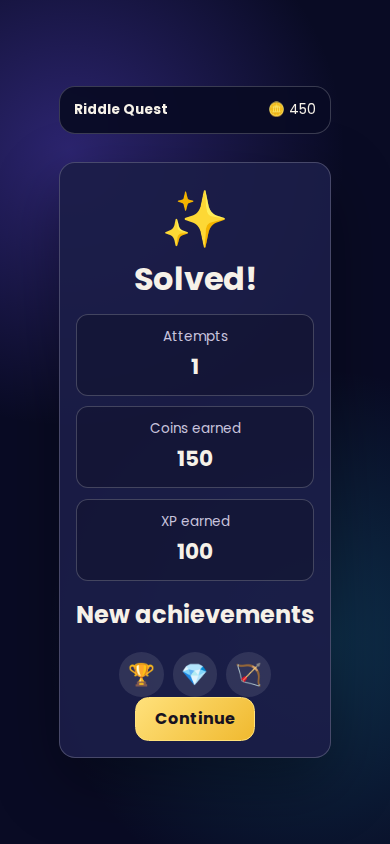 Riddle Quest
450
Solved!
Attempts
1
Coins earned
150
XP earned
100
New achievements
Continue